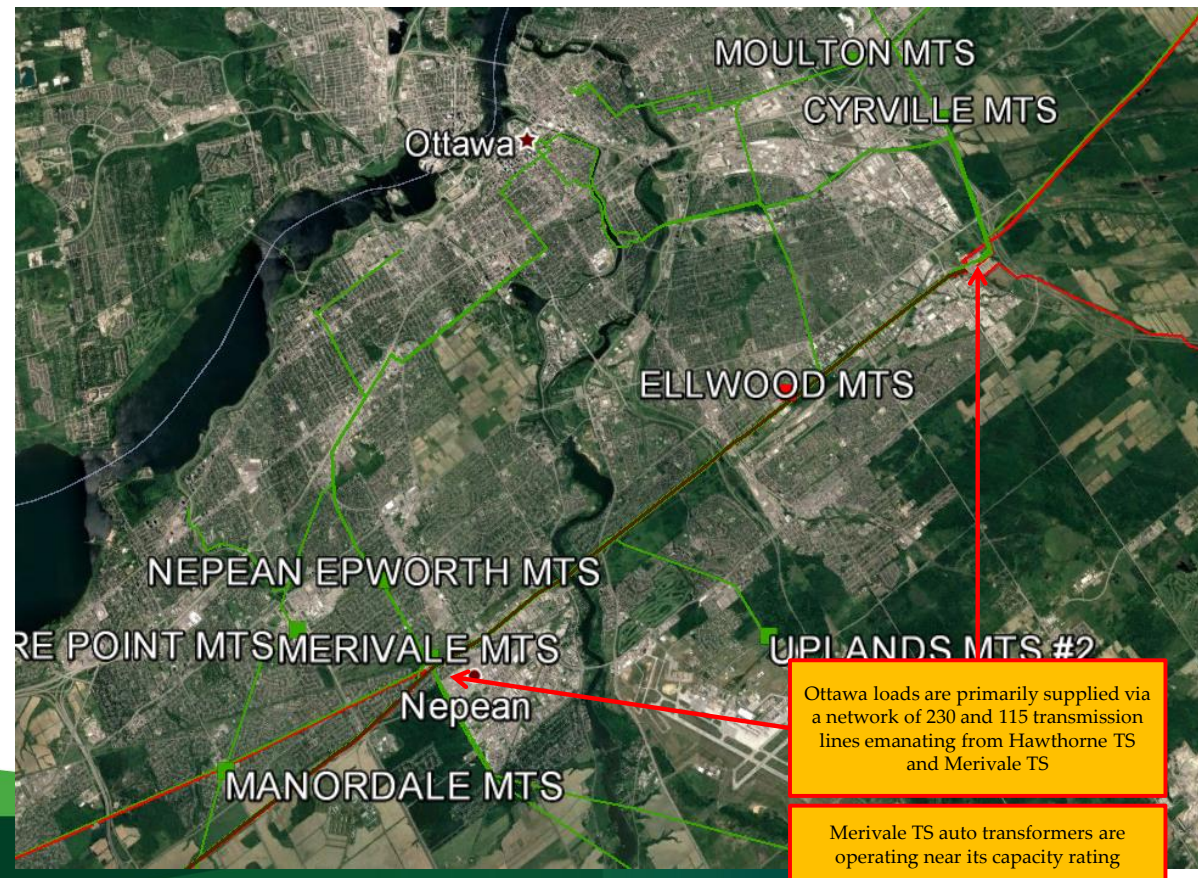 MOULTON MTS
CYRVILLE MTS
Ottawa
ELLWOOD MTS
NEPEAN EPWORTH MTS
RE POINT MTS
MERIVALE MTS
UPLANDS MTS #2
Nepean
MANORDALE MTS
Ottawa loads are primarily supplied via
a network of 230 and 115 transmission
lines emanating from Hawthorne TS
and Merivale TS
Merivale TS auto transformers are
operating near its capacity rating